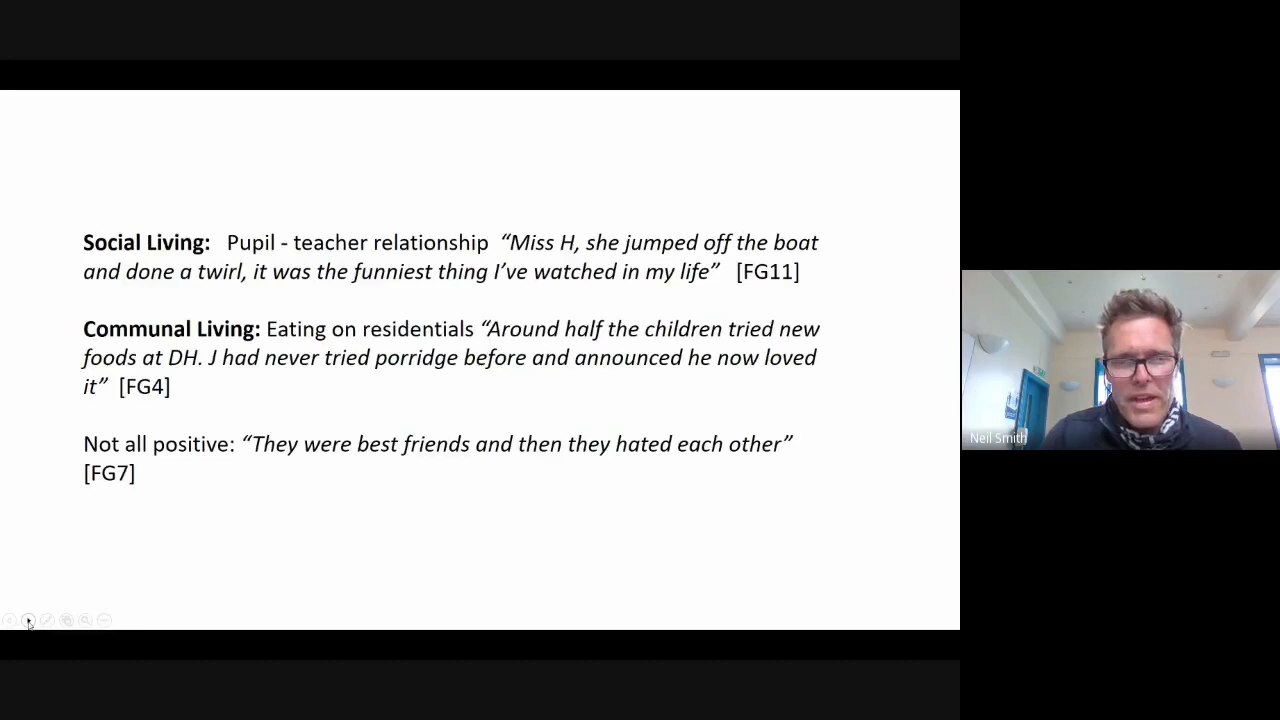 Social Living: Pupil - teacher relationship “Miss H, she jumped off the boat
and done a twirl, it was the funniest thing I’ve watched in my life” [FG11]
Communal Living: Eating on residentials “Around half the children tried new
foods at DH. J had never tried porridge before and announced he now loved
it” [FG4]
Not all positive: “They were best friends and then they hated each other”
[FG7]
Neil Smith